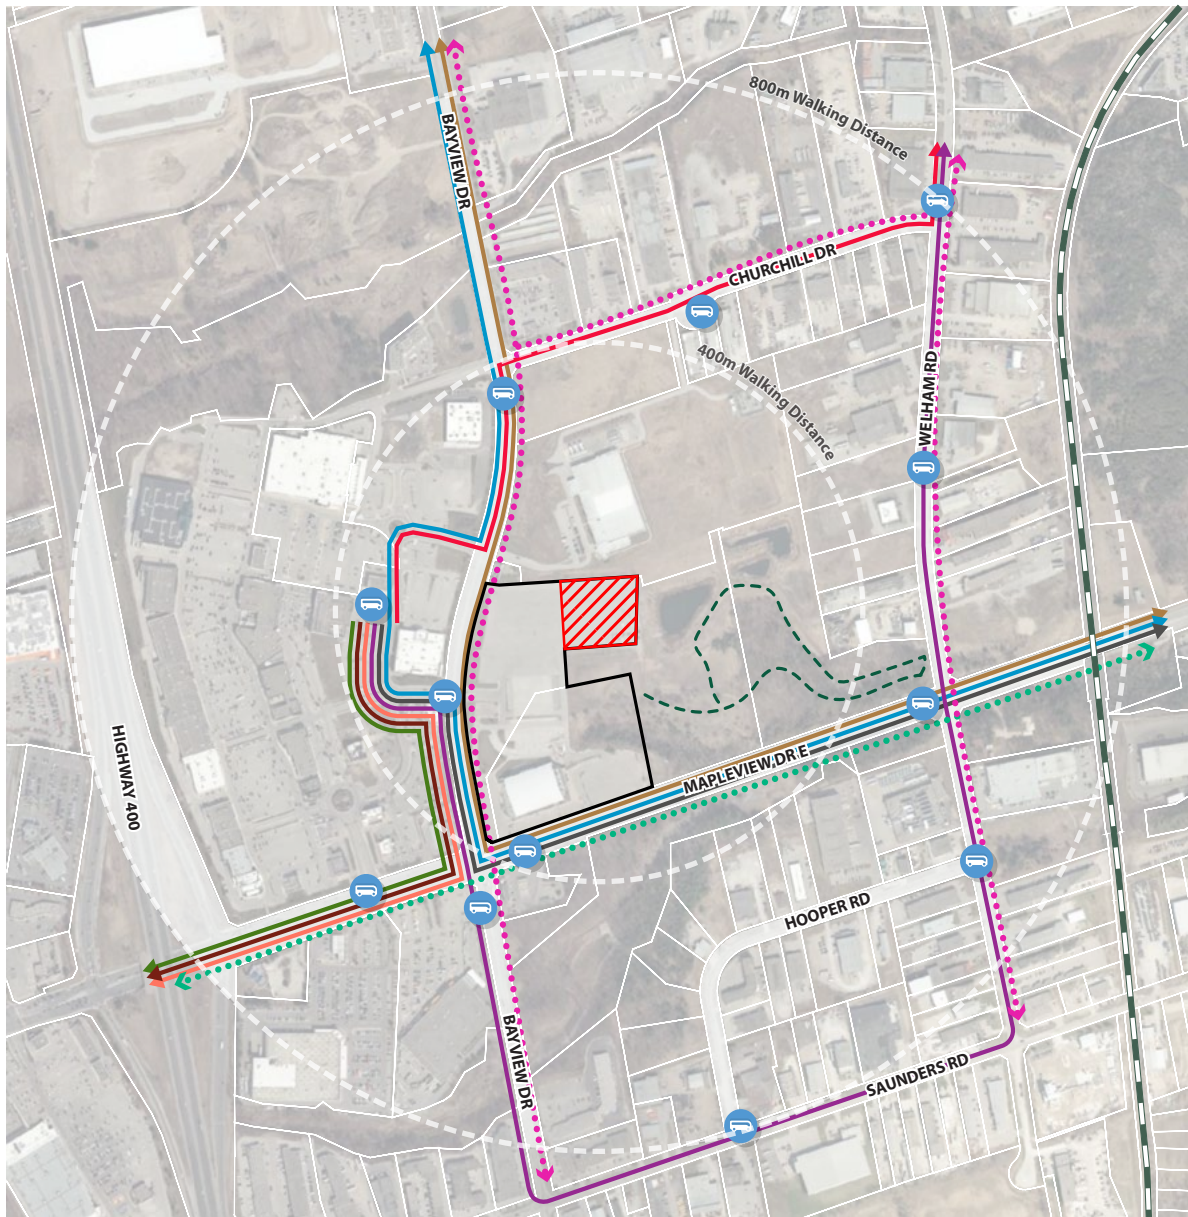 800m Walking Distance
BAYVIEW DR
CHURCHILL DR
400m Walking Distance
WELHAM RD
HIGHWAY 400
MAPLEVIEW DR E
HOOPER RD
BAYVIEW DR
SAUNDERS RD